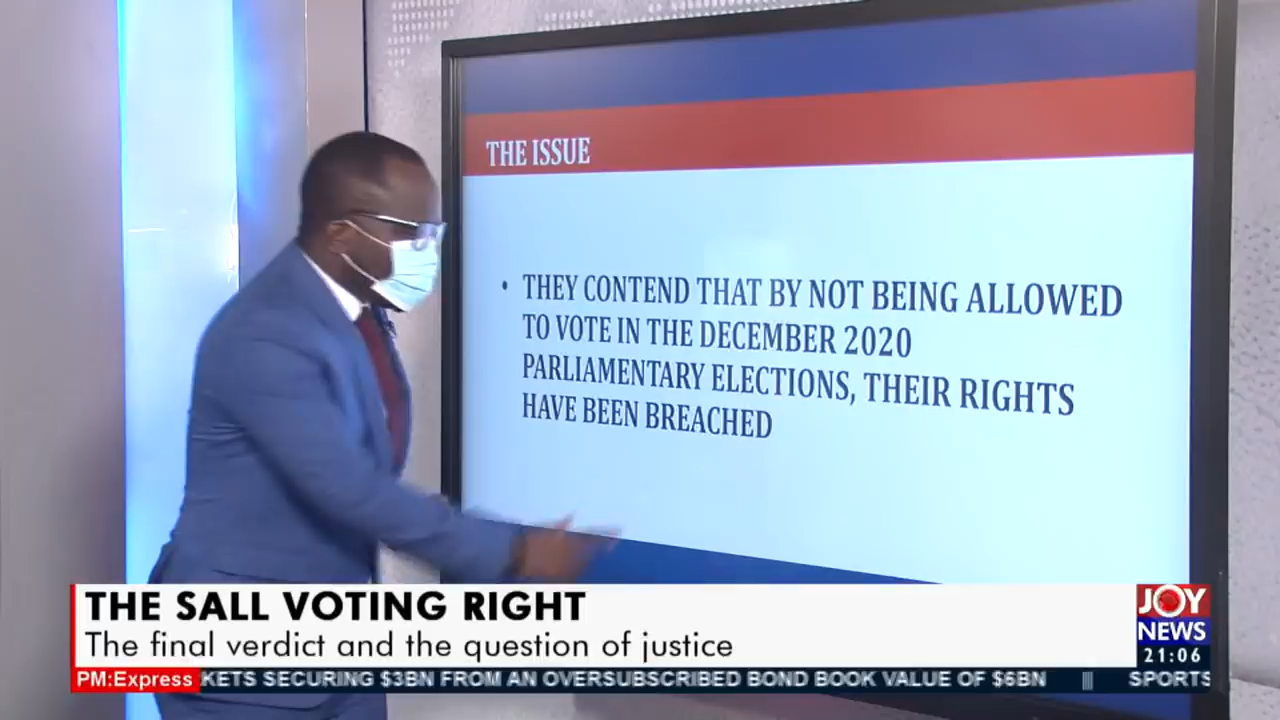 THE ISSUE
• THEY CONTEND THAT BY NOT BEING ALLOWED
TO VOTE IN THE DECEMBER 2020
PARLIAMENTARY ELECTIONS, THEIR RIGHTS
HAVE BEEN BREACHED
THE SALL VOTING RIGHT
The final verdict and the question of justice
JOY
NEWS
21:06
PM:Express
KETS SECURING $3BN FROM AN OVERSUBSCRIBED BOND BOOK VALUE OF $6BN
SPORTS